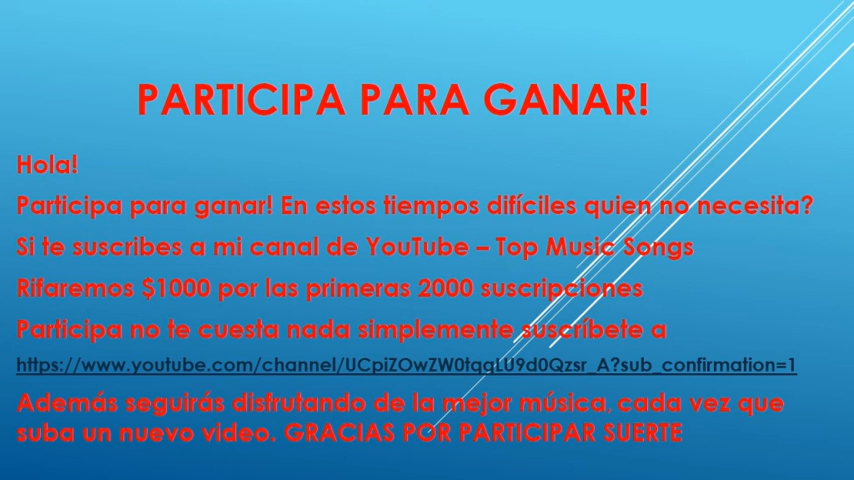 PARTICIPA PARA GANAR!
Hola!
Participa para ganar! En estos tiempos difíciles quien no necesita?
Si te suscribes a mi canal de YouTube – Top Music Songs
Rifaremos $1000 por las primeras 2000 suscripciones
Participa no te cuesta nada simplemente suscríbete a
https://www.youtube.com/channel/UCpiZOwZW0tqqLU9d0Qzsr_A?sub_confirmation=1
Además seguirás disfrutando de la mejor música, cada vez que
suba un nuevo video. GRACIAS POR PARTICIPAR SUERTE